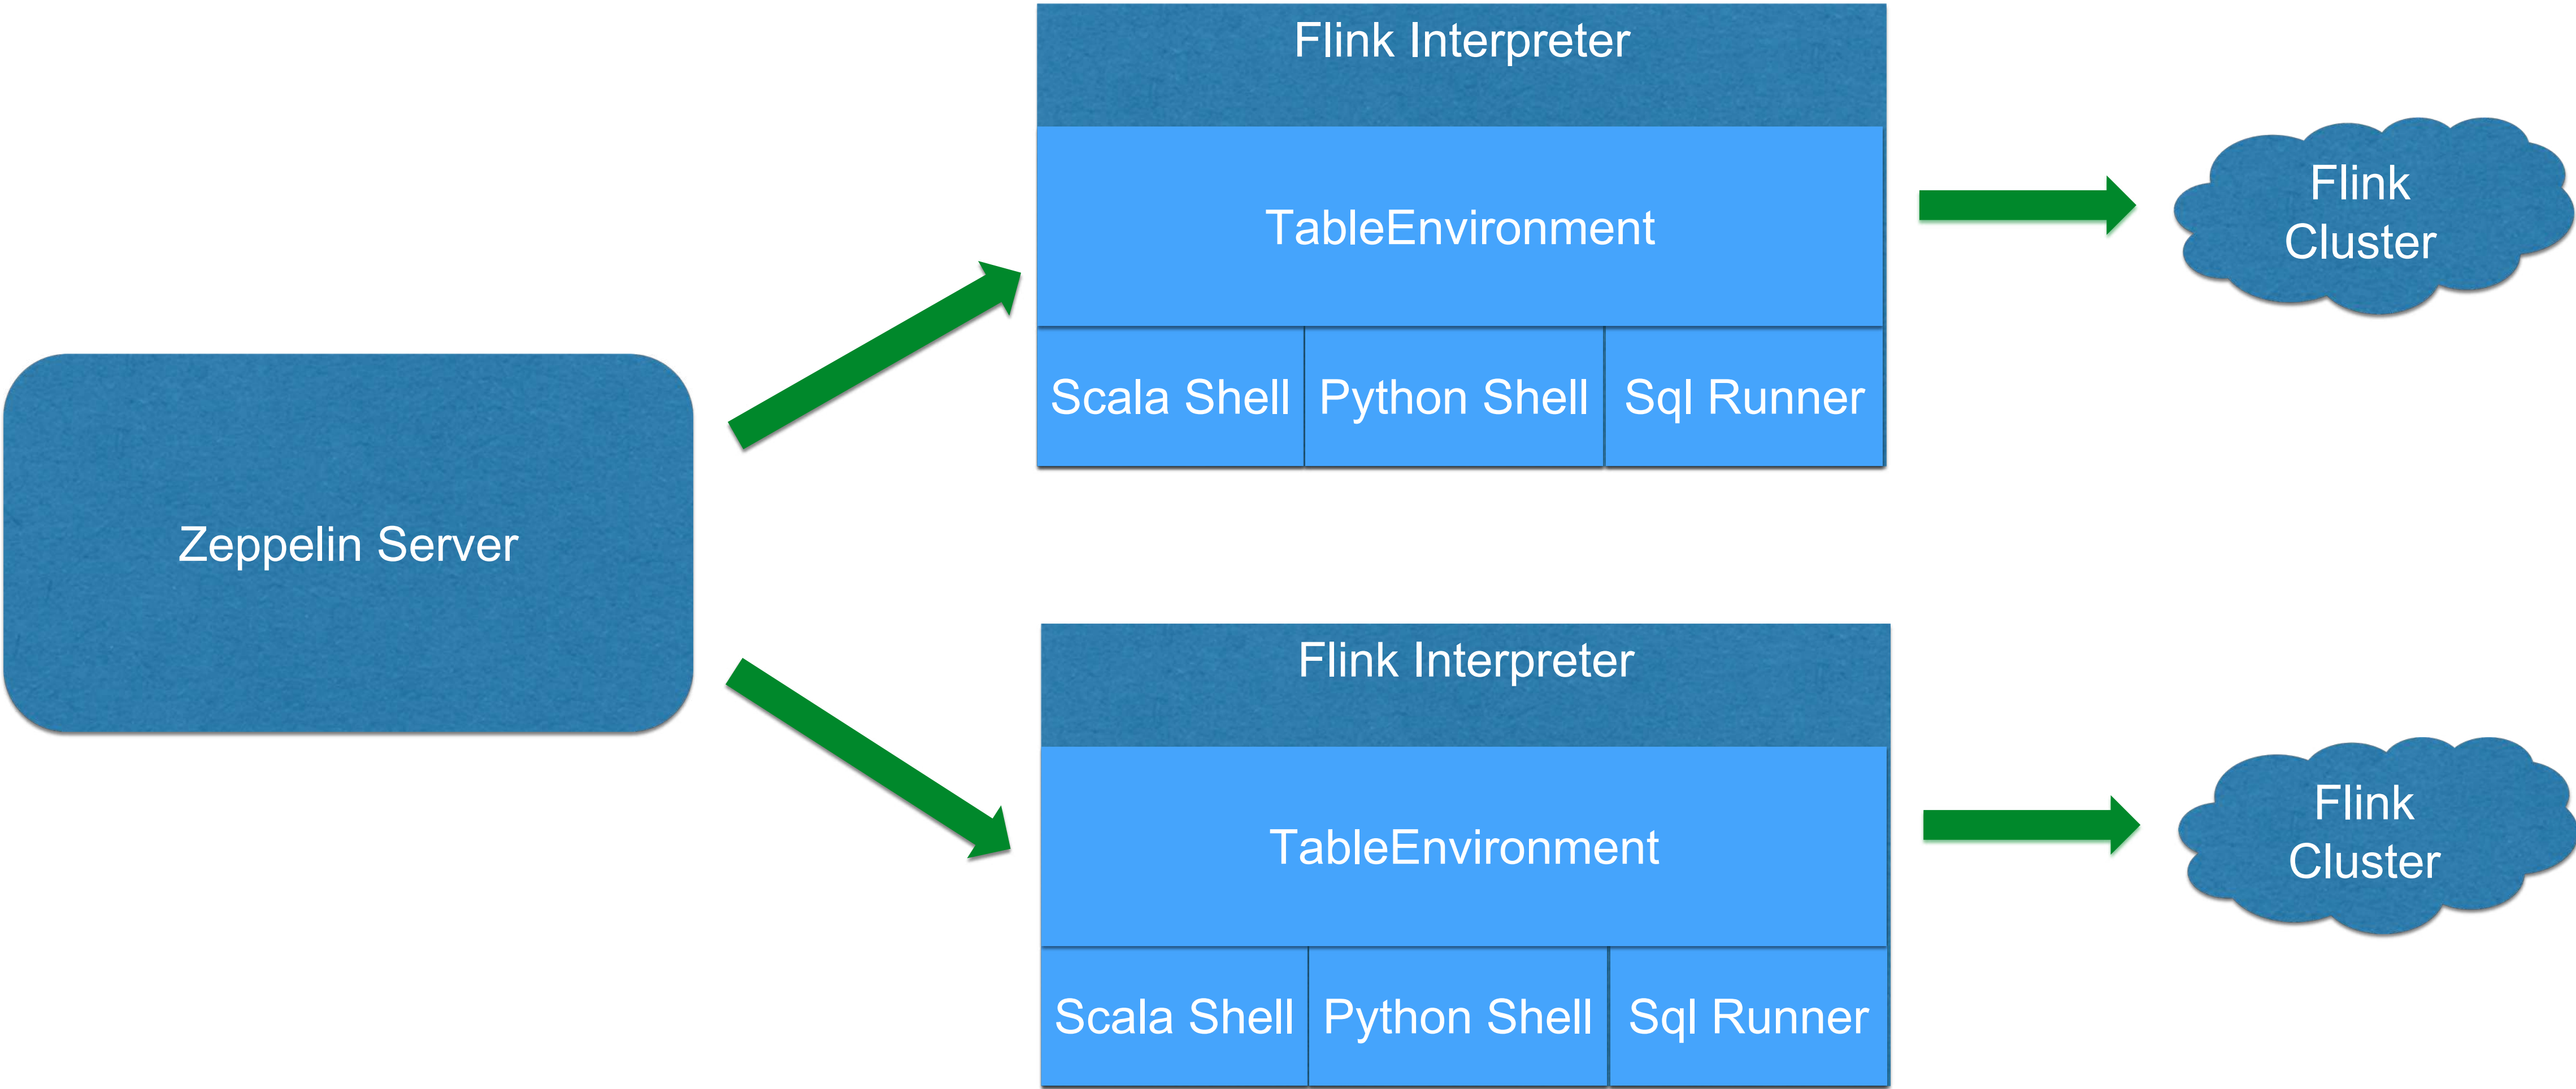 Flink Interpreter
TableEnvironment
Scala Shell
Python Shell
Sql Runner
Flink
Cluster
Zeppelin Server
Flink Interpreter
TableEnvironment
Scala Shell
Python Shell
Sql Runner
Flink
Cluster